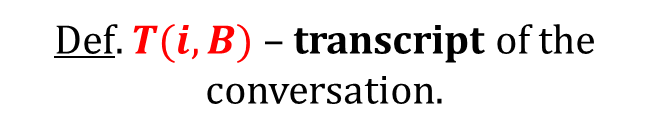 Def. T(i, B) – transcript of the
conversation.